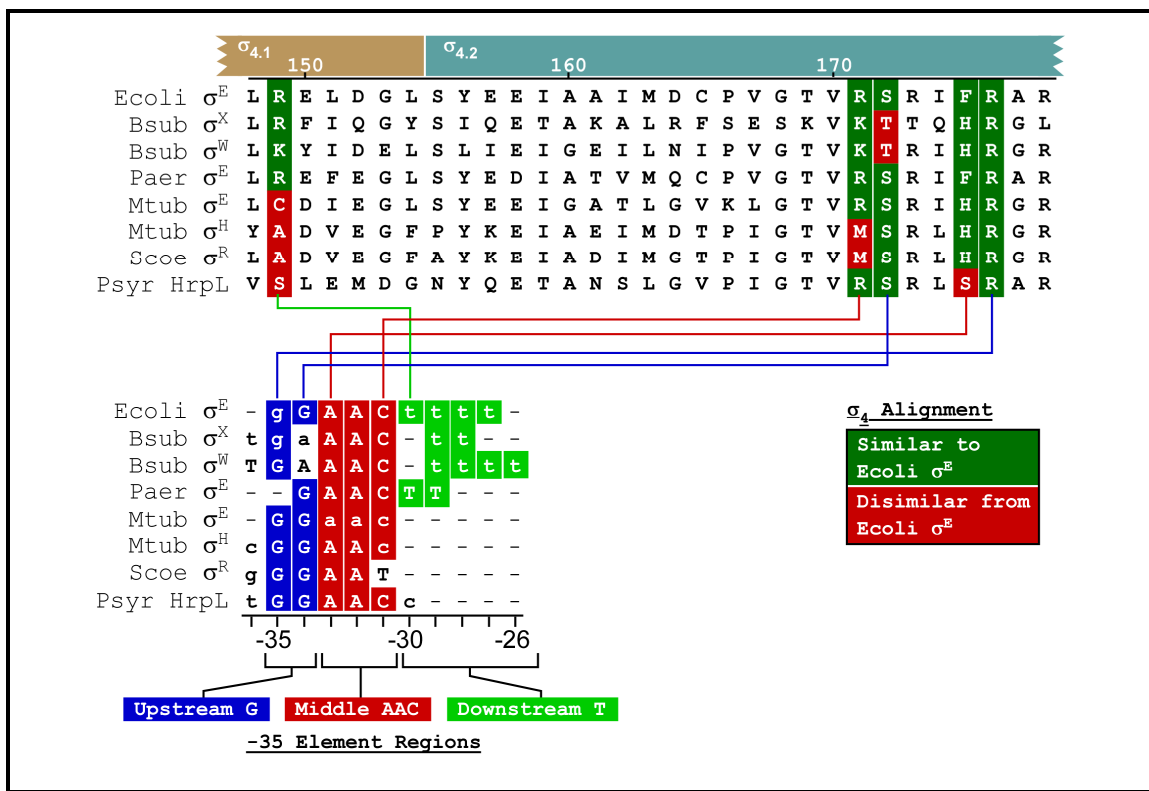 σ4.1 σ4.2
150 160 170
Ecoli σE L R E L D G L S Y E E I A A I M D C P V G T V R S R I F R A R
Bsub σX L R F I Q G Y S I Q E T A K A L R F S E S K V K T T Q H R G L
Bsub σW L K Y I D E L S L I E I G E I L N I P V G T V K T R I H R G R
Paer σE L R E F E G L S Y E D I A T V M Q C P V G T V R S R I F R A R
Mtub σE L C D I E G L S Y E E I G A T L G V K L G T V R S R I H R G R
Mtub σH Y A D V E G F P Y K E I A E I M D T P I G T V M S R L H R G R
Scoe σR L A D V E G F A Y K E I A D I M G T P I G T V M S R L H R G R
Psyr HrpL V S L E M D G N Y Q E T A N S L G V P I G T V R S R L S R A R
Ecoli σE - g G A A C t t t t -
Bsub σX t g a A A C - t t - -
Bsub σW T G A A A C - t t t t
Paer σE - - G A A C T T - - -
Mtub σE - G G a a c - - - - -
Mtub σH c G G A A c - - - - -
Scoe σR g G G A A T - - - - -
Psyr HrpL t G G A A C c - - - -
-35 -30 -26
Upstream G Middle AAC Downstream T
-35 Element Regions
σ4 Alignment
Similar to
Ecoli σE
Disimilar from
Ecoli σE